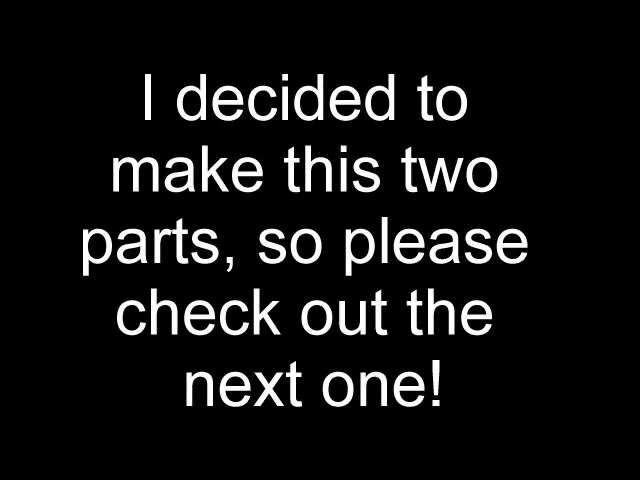 I decided to
make this two
parts, so please
check out the
next one!